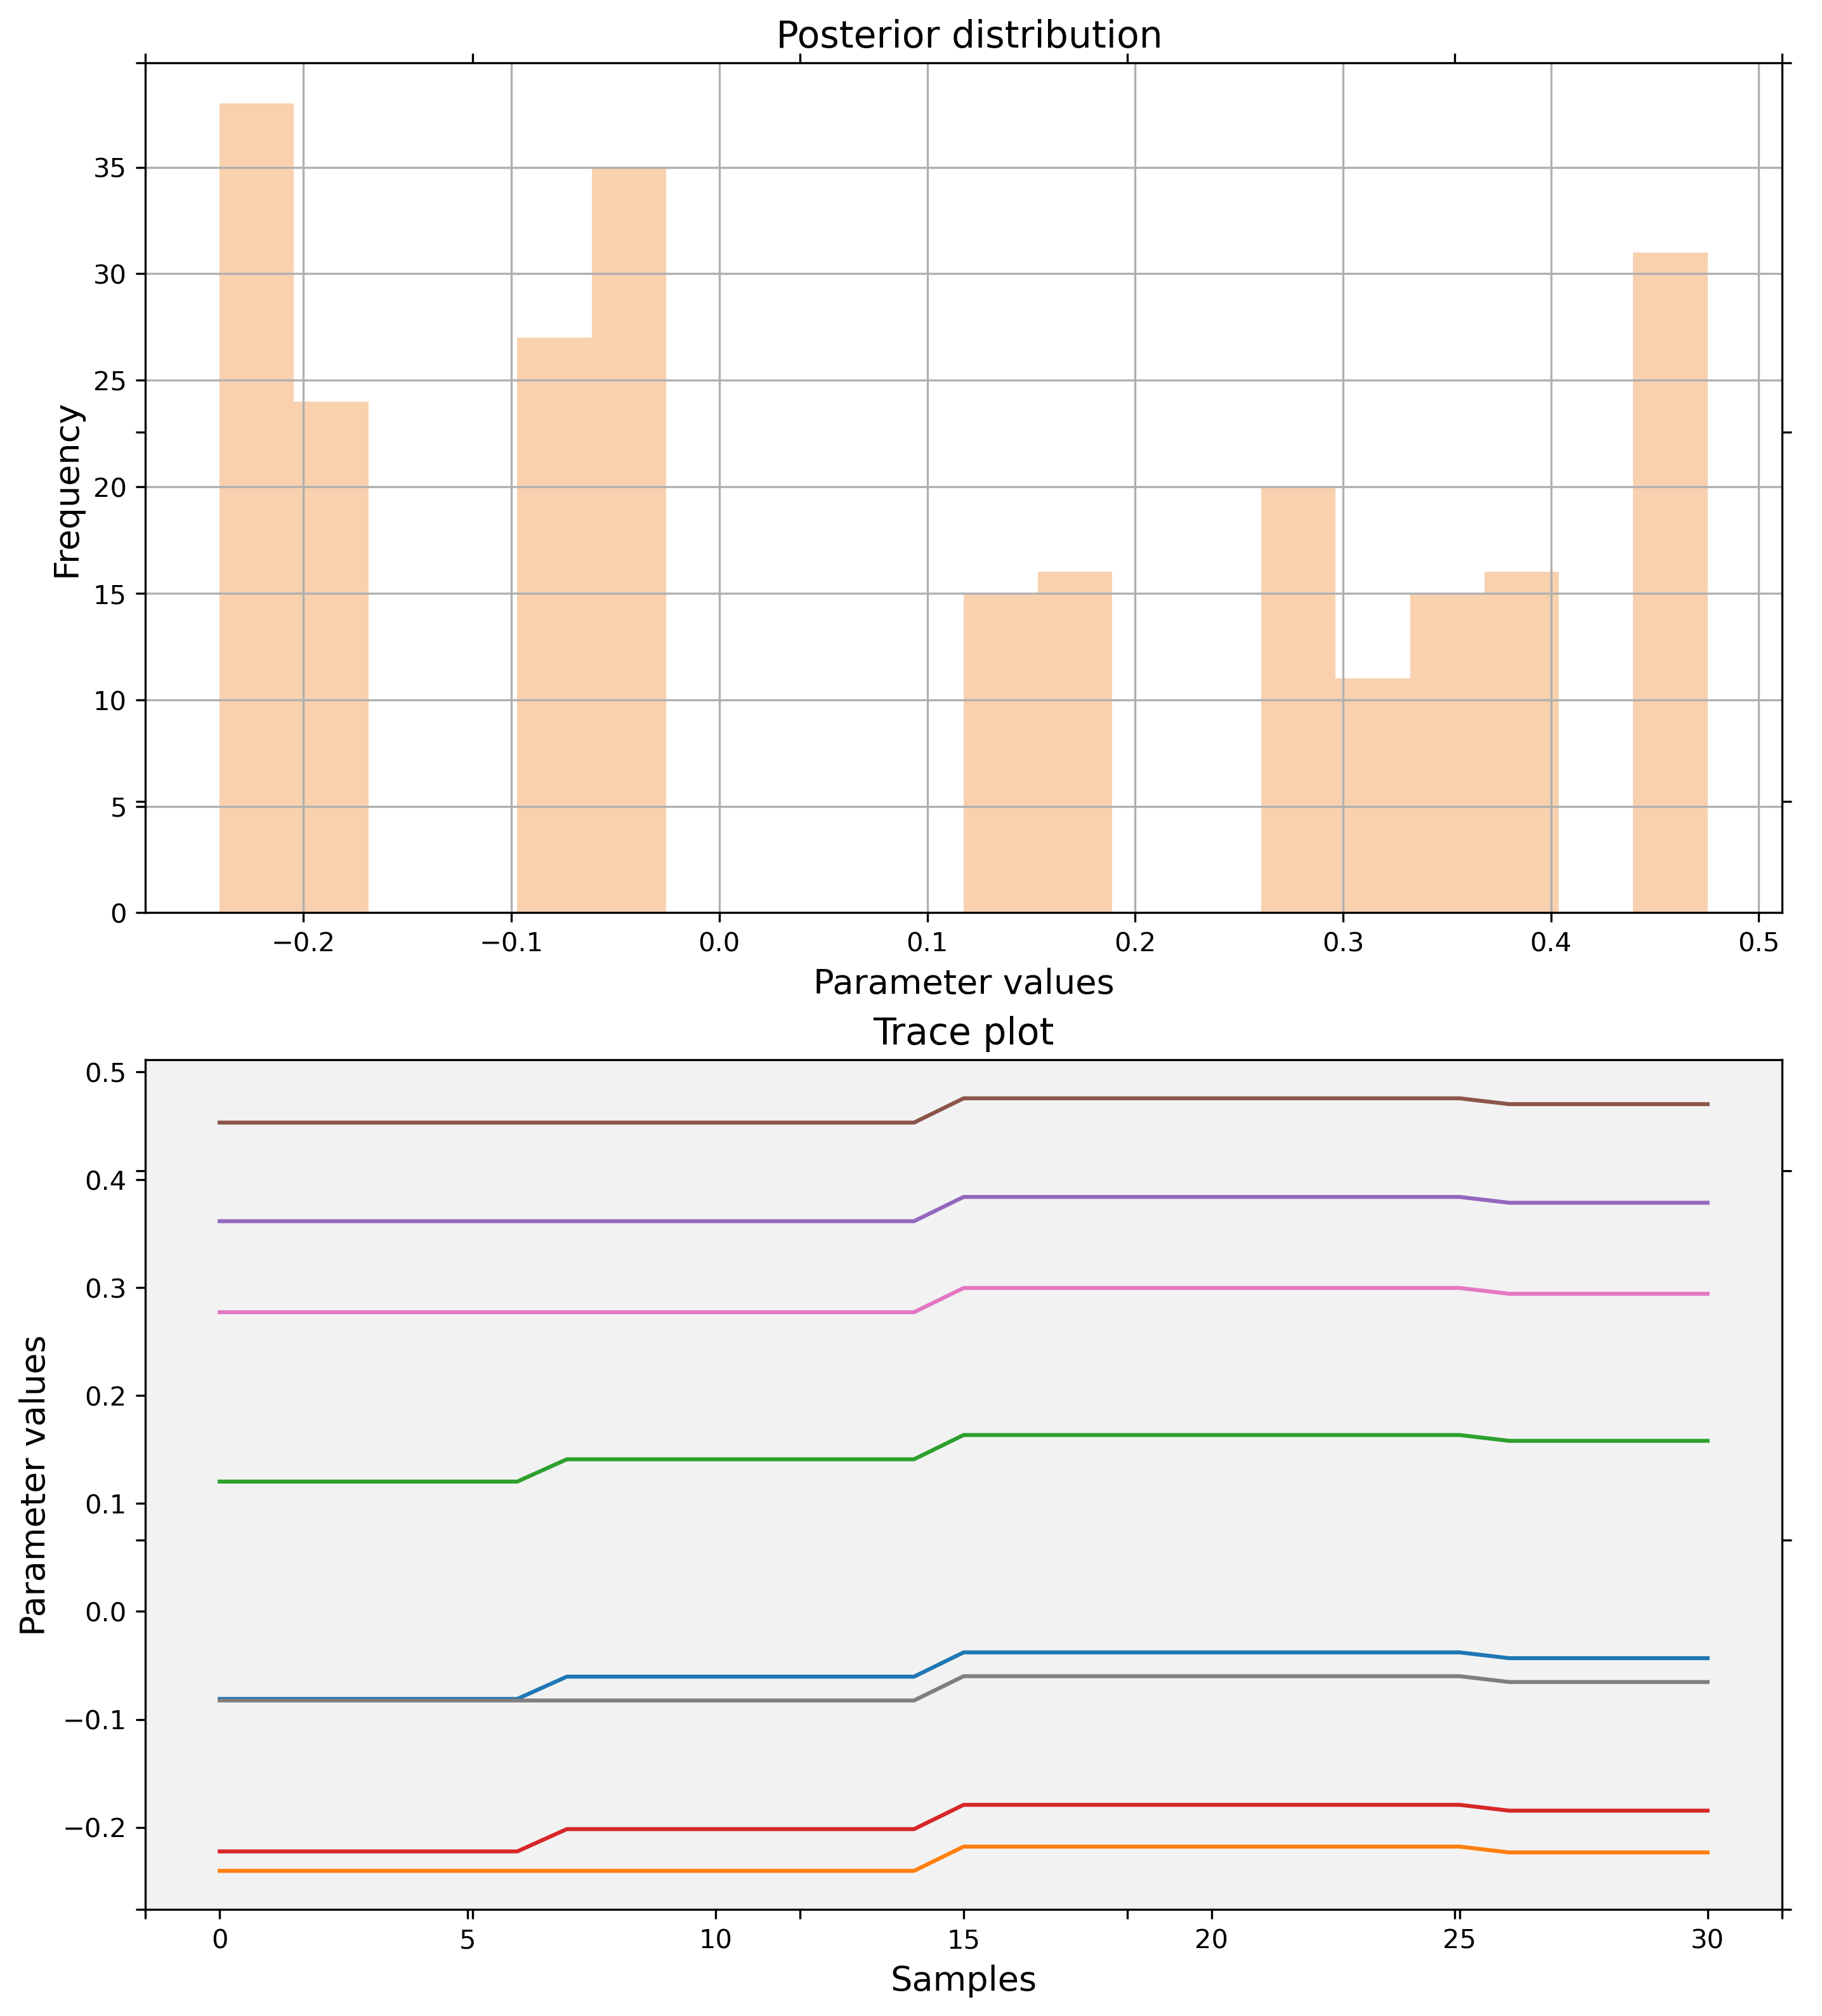 Posterior distribution
35
30
25
20
15
10
5
0
Frequency
−0.2 −0.1 0.0 0.1 0.2 0.3 0.4 0.5
Parameter values
Trace plot
0.5
0.4
0.3
0.2
0.1
0.0
−0.1
−0.2
Parameter values
0 5 10 15 20 25 30
Samples